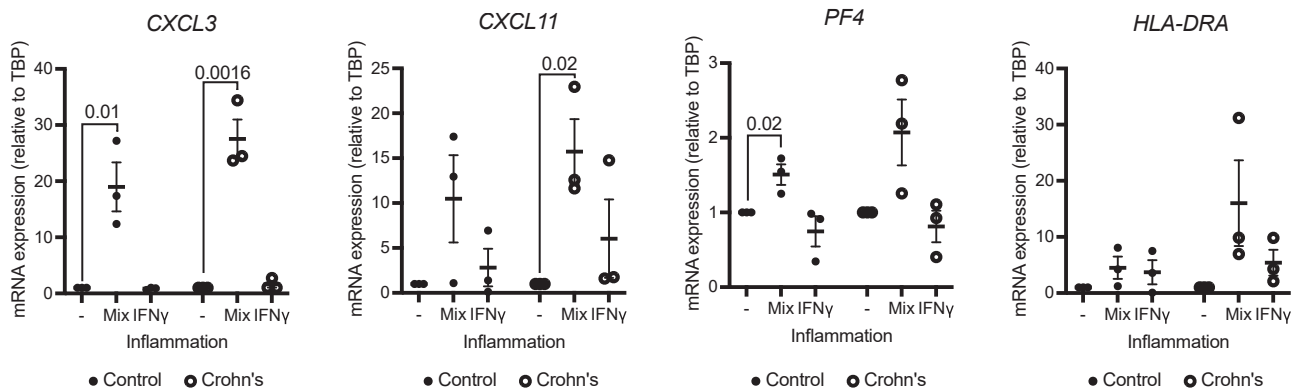 CXCL3
mRNA expression (relative to TBP)
40
30
20
10
0
0.01
0.0016
- Mix IFNγ - Mix IFNγ
Inflammation
Control Crohn's
CXCL11
mRNA expression (relative to TBP)
25
20
15
10
5
0
0.02
- Mix IFNγ - Mix IFNγ
Inflammation
Control Crohn's
PF4
mRNA expression (relative to TBP)
3
2
1
0
0.02
- Mix IFNγ - Mix IFNγ
Inflammation
Control Crohn's
HLA-DRA
mRNA expression (relative to TBP)
40
30
20
10
0
- Mix IFNγ - Mix IFNγ
Inflammation
Control Crohn's